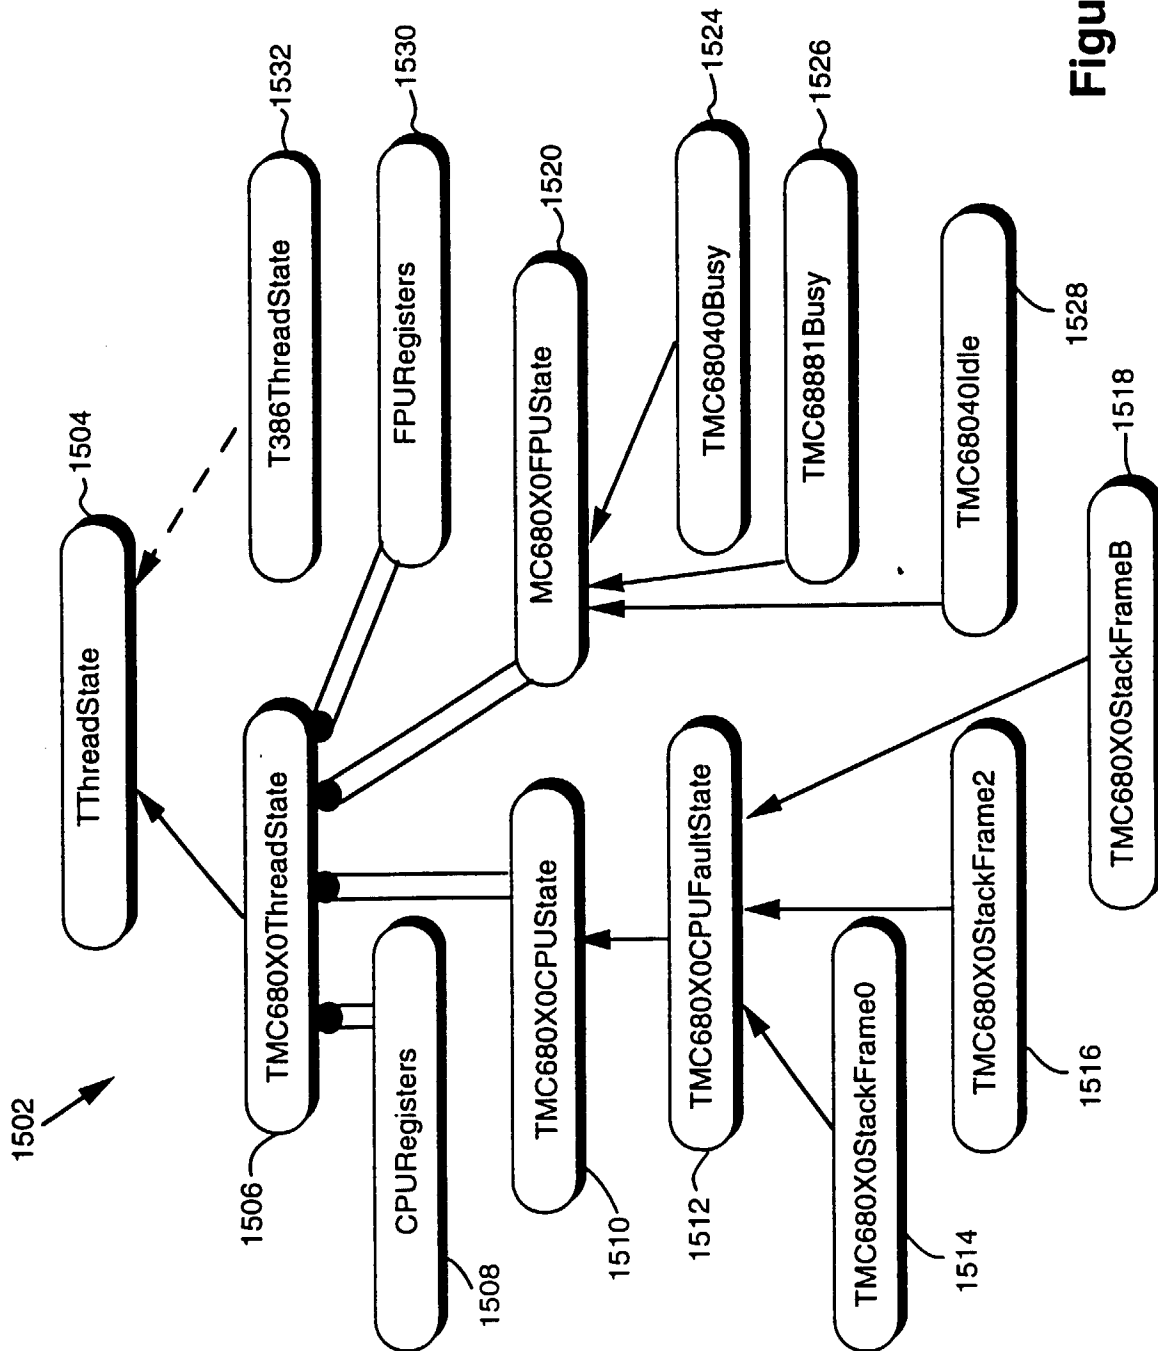 1502
TThreadState
1504
1506
TMC680X0ThreadState
T386ThreadState
1532
CPURegisters
1508
FPURegisters
1530
TMC680X0CPUState
1510
MC680X0FPUState
1520
TMC680X0CPUFaultState
1512
TMC68040Busy
1524
TMC68881Busy
1526
TMC680X0StackFrame0
1514
TMC680X0StackFrame2
1516
TMC68040Idle
1528
TMC680X0StackFrameB
1518
Figu